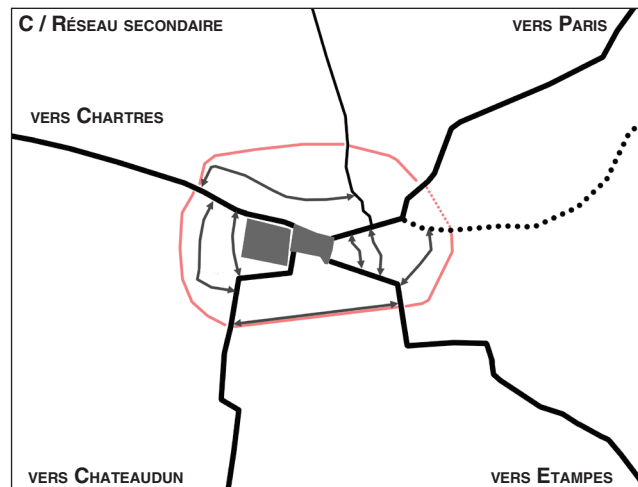 C / RÉSEAU SECONDAIRE
VERS PARIS
VERS CHARTRES
VERS CHATEAUDUN
VERS ETAMPES